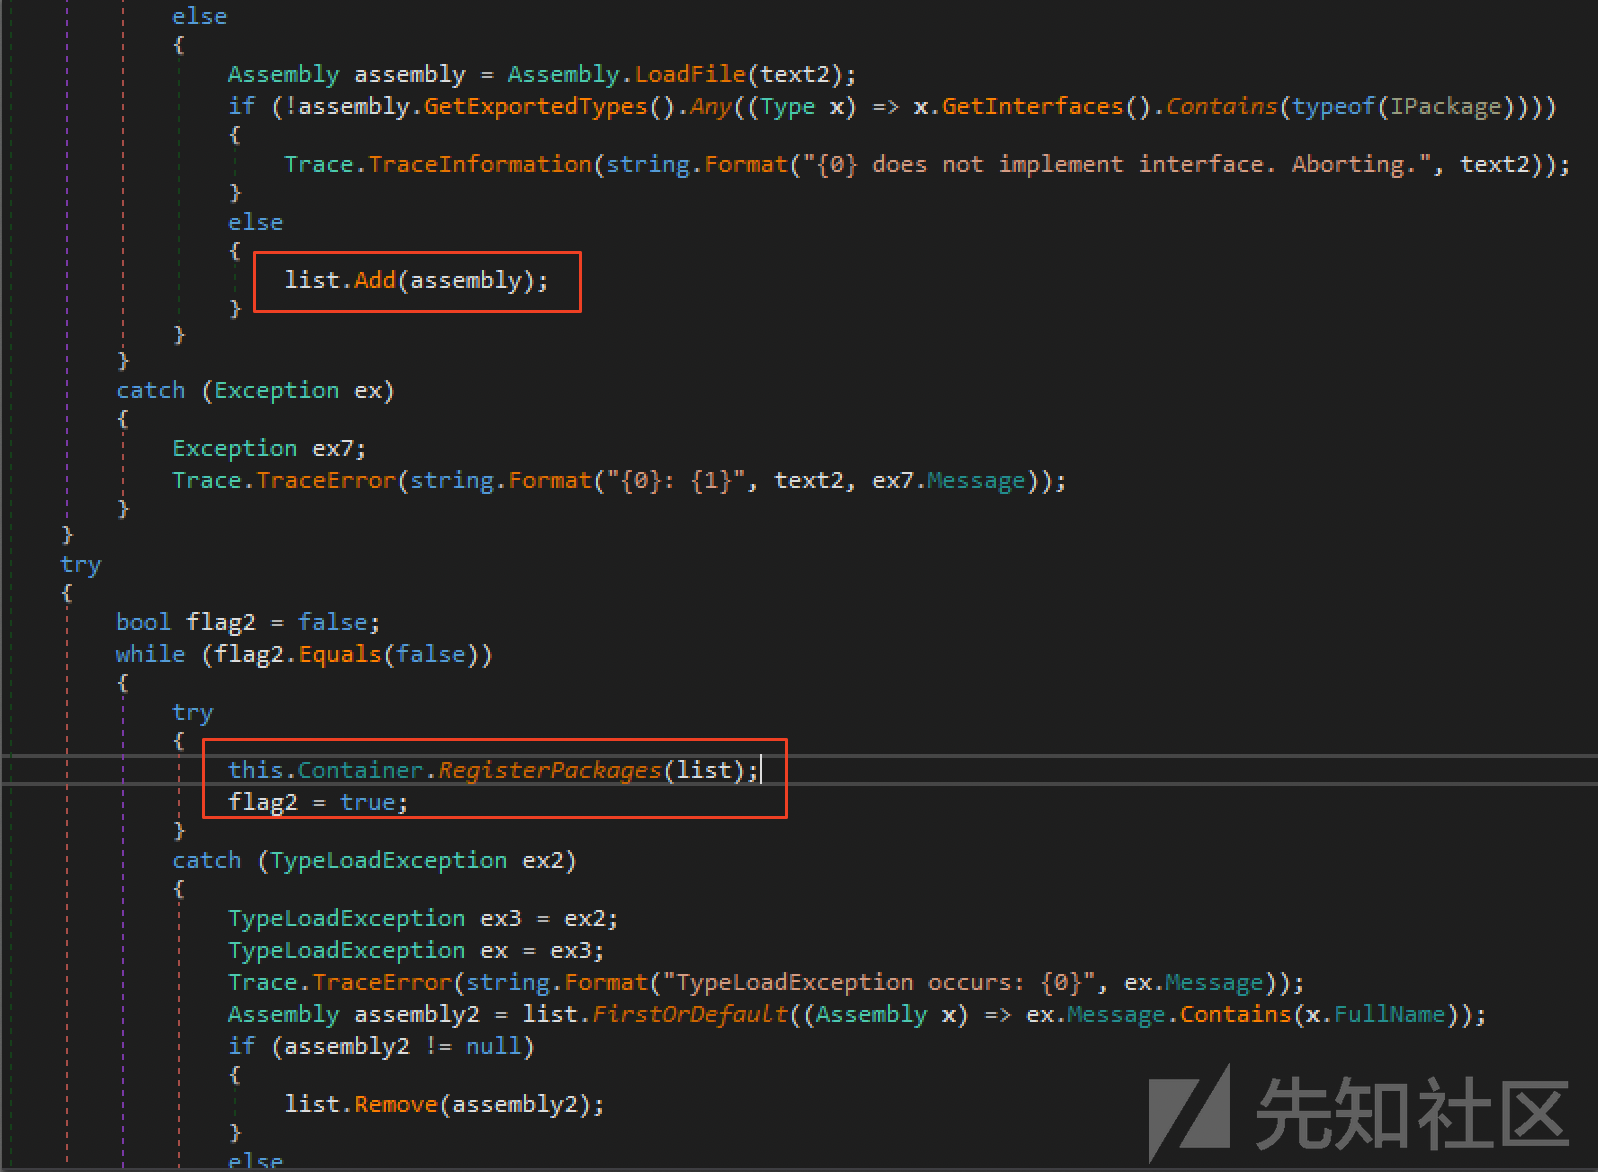 else
{
Assembly assembly = Assembly.LoadFile(text2);
if (!assembly.GetExportedTypes().Any((Type x) => x.GetInterfaces().Contains(typeof(IPackage))))
{
Trace.TraceInformation(string.Format("{0} does not implement interface. Aborting.", text2));
}
else
{
list.Add(assembly);
}
}
}
catch (Exception ex)
{
Exception ex7;
Trace.TraceError(string.Format("{0}: {1}", text2, ex7.Message));
}
}
try
{
bool flag2 = false;
while (flag2.Equals(false))
{
try
{
this.Container.RegisterPackages(list);
flag2 = true;
}
catch (TypeLoadException ex2)
{
TypeLoadException ex3 = ex2;
TypeLoadException ex = ex3;
Trace.TraceError(string.Format("TypeLoadException occurs: {0}", ex.Message));
Assembly assembly2 = list.FirstOrDefault((Assembly x) => ex.Message.Contains(x.FullName));
if (assembly2 != null)
{
list.Remove(assembly2);
}
else
先知社区